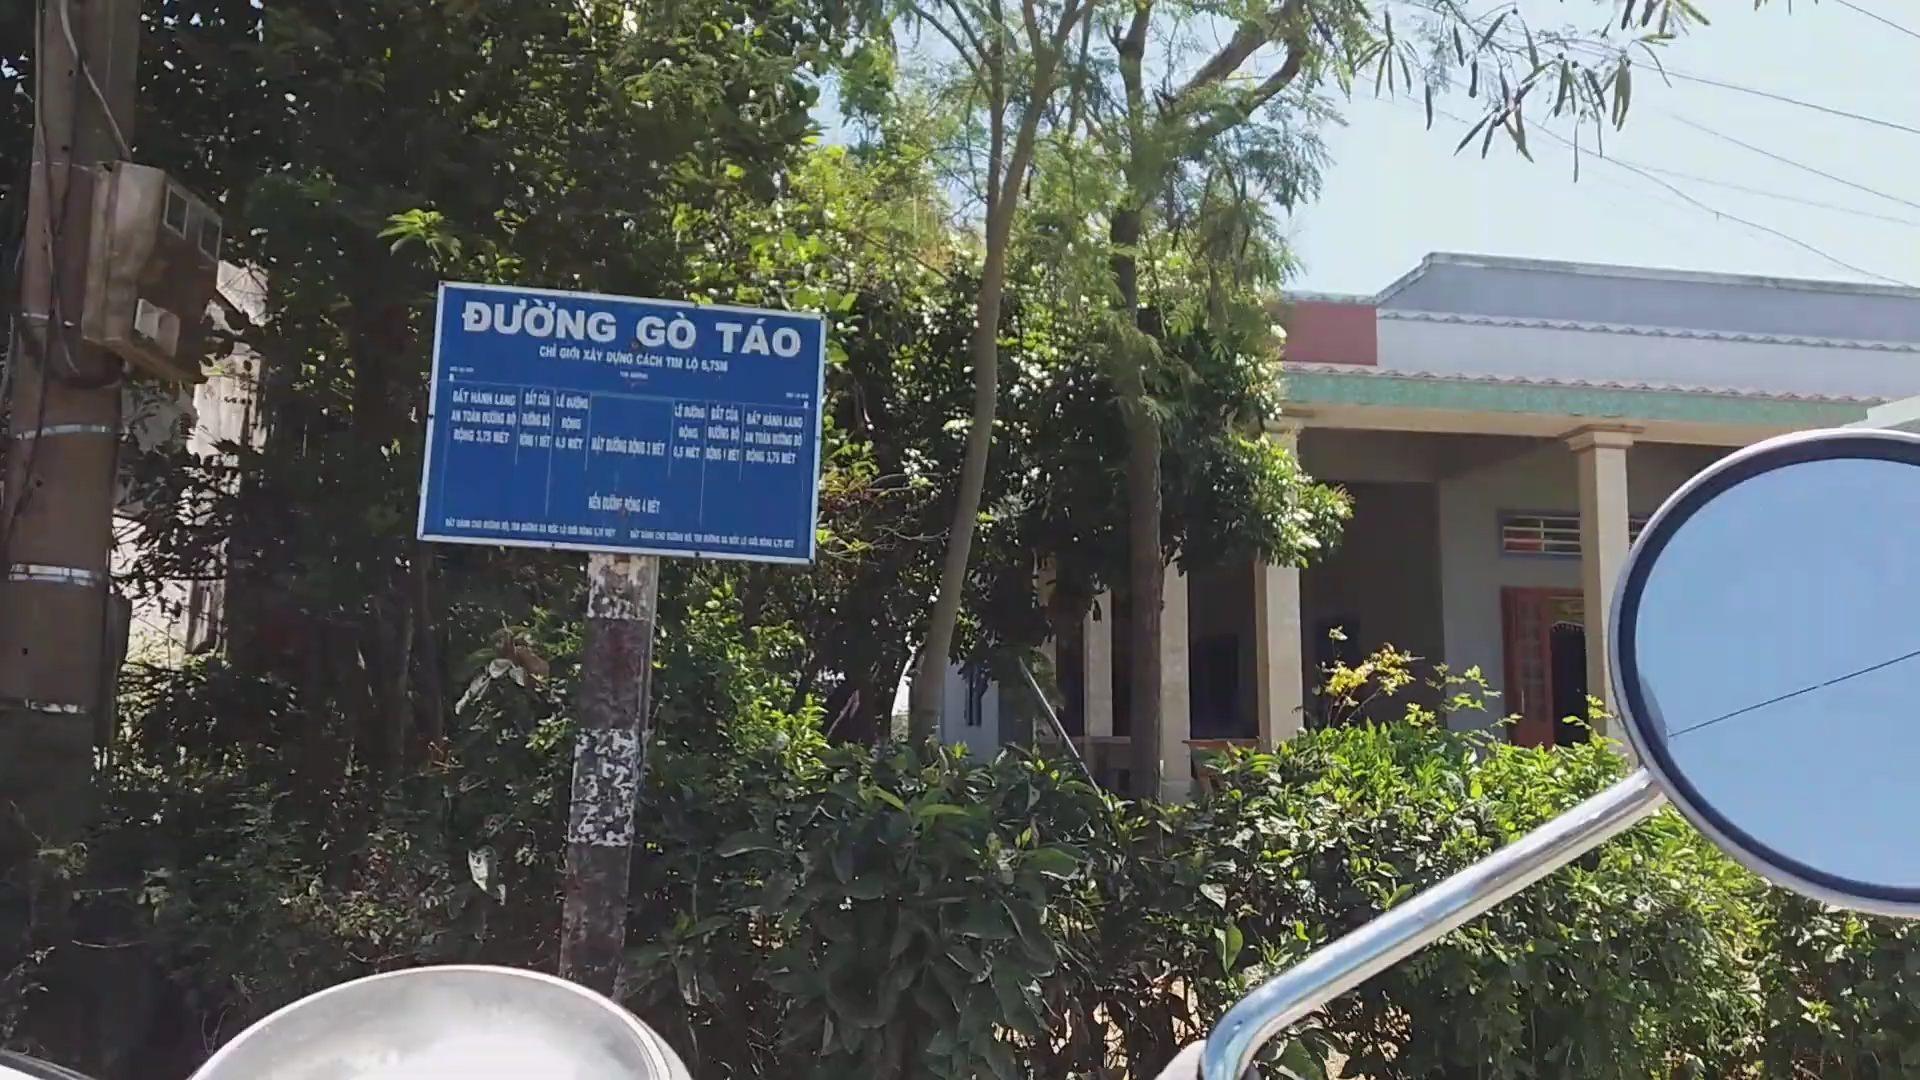 ĐƯỜNG GÒ TÁO
CHỈ GIỚI XÂY DỰNG CÁCH TIM LỘ 6,75M
TIM ĐƯỜNG
ĐẤT HÀNH LANG
AN TOÀN ĐƯỜNG BỘ
RỘNG 3,75 MÉT
ĐẤT CỦA
ĐƯỜNG BỘ
RỘNG 1 MÉT
LỀ ĐƯỜNG
RỘNG
0,5 MÉT
MẶT ĐƯỜNG RỘNG 3 MÉT
LỀ ĐƯỜNG
RỘNG
0,5 MÉT
ĐẤT CỦA
ĐƯỜNG BỘ
RỘNG 1 MÉT
ĐẤT HÀNH LANG
AN TOÀN ĐƯỜNG BỘ
RỘNG 3,75 MÉT
NỀN ĐƯỜNG RỘNG 4 MÉT